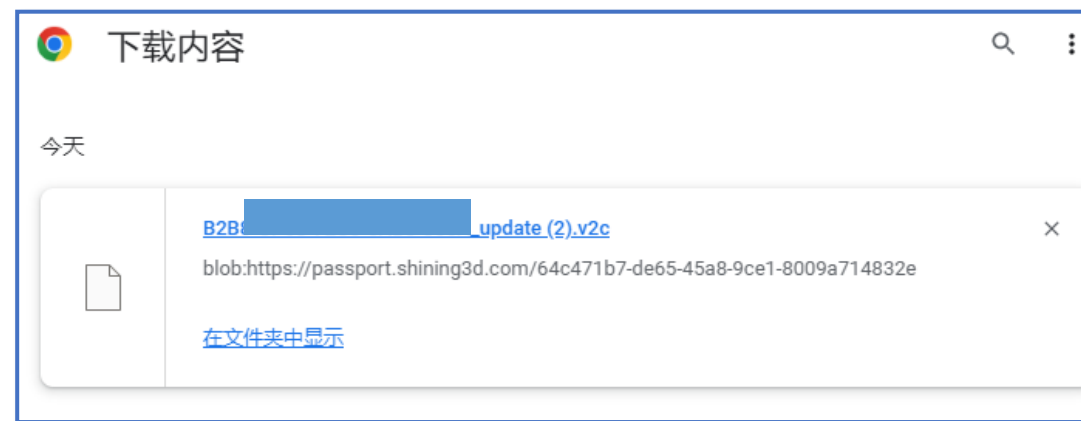 下载内容
今天
B2B8 _update (2).v2c
blob:https://passport.shining3d.com/64c471b7-de65-45a8-9ce1-8009a714832e
在文件夹中显示